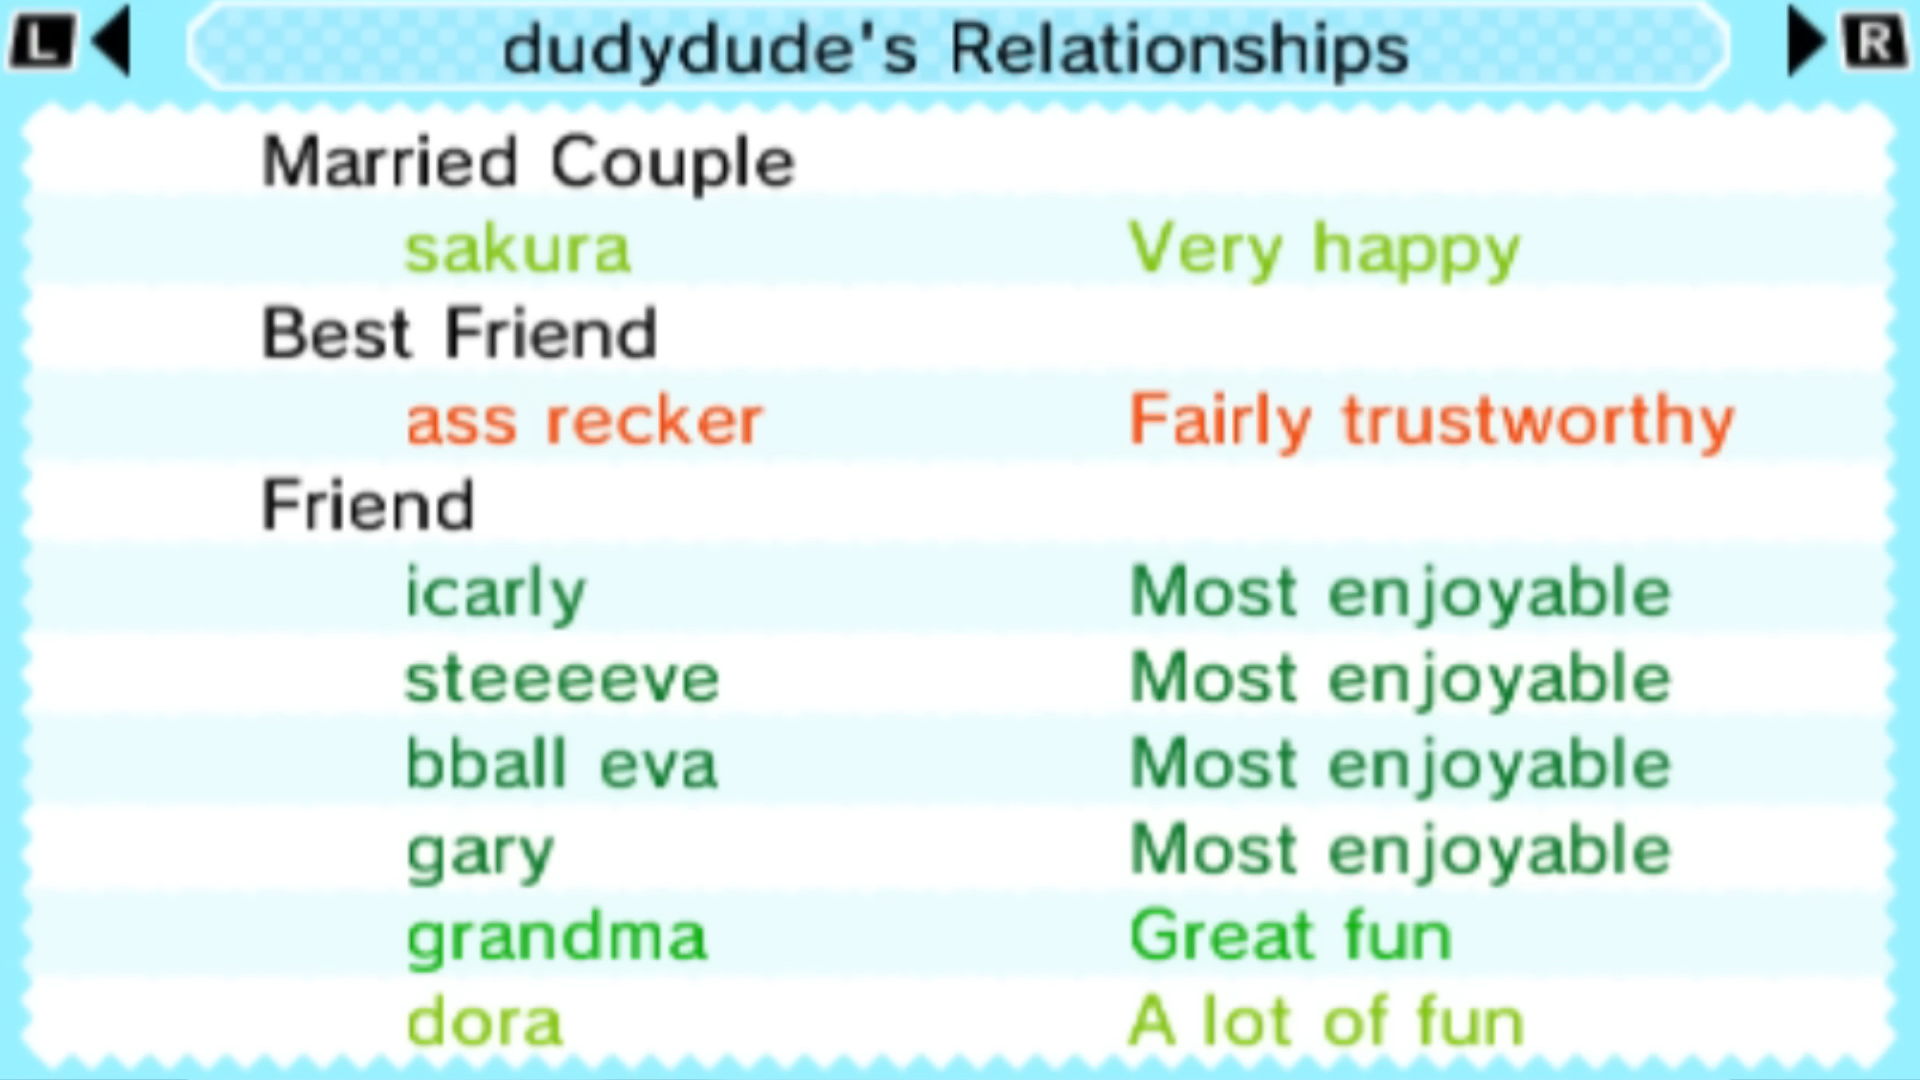 L dudydude's Relationships R
Married Couple
sakura Very happy
Best Friend
ass recker Fairly trustworthy
Friend
icarly Most enjoyable
steeeeve Most enjoyable
bball eva Most enjoyable
gary Most enjoyable
grandma Great fun
dora A lot of fun